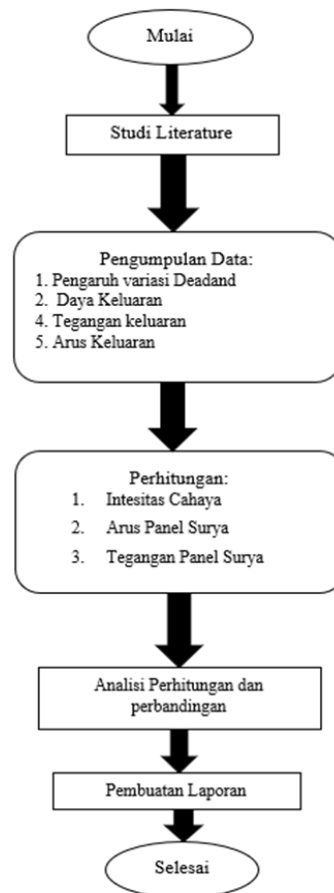 Mulai
Studi Literature
Pengumpulan Data:
1. Pengaruh variasi Deadand
2. Daya Keluaran
4. Tegangan keluaran
5. Arus Keluaran
Perhitungan:
1. Intesitas Cahaya
2. Arus Panel Surya
3. Tegangan Panel Surya
Analisi Perhitungan dan
perbandingan
Pembuatan Laporan
Selesai